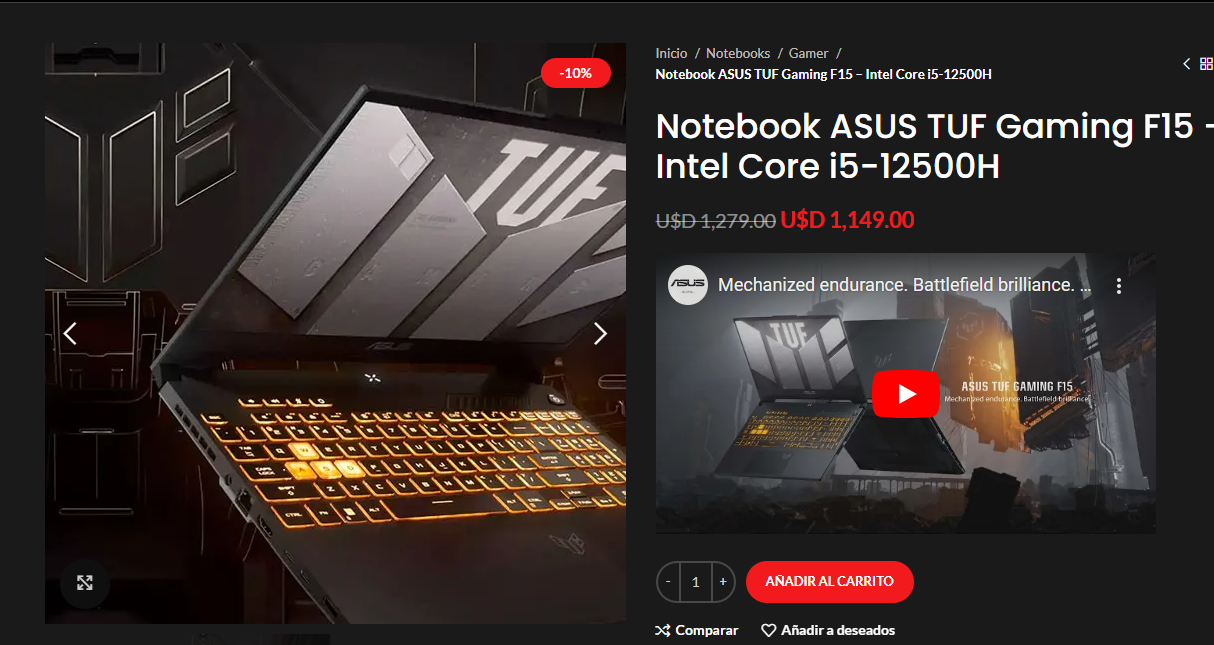 -10%
TUF
Inicio / Notebooks / Gamer /
Notebook ASUS TUF Gaming F15 – Intel Core i5-12500H
Notebook ASUS TUF Gaming F15 -
Intel Core i5-12500H
U$D 1,279.00 U$D 1,149.00
ASUS
Mechanized endurance. Battlefield brilliance. ...
TUF
ASUS TUF GAMING F15
Mechanized endurance. Battlefield brilliance.
- 1 +
AÑADIR AL CARRITO
Comparar Añadir a deseados